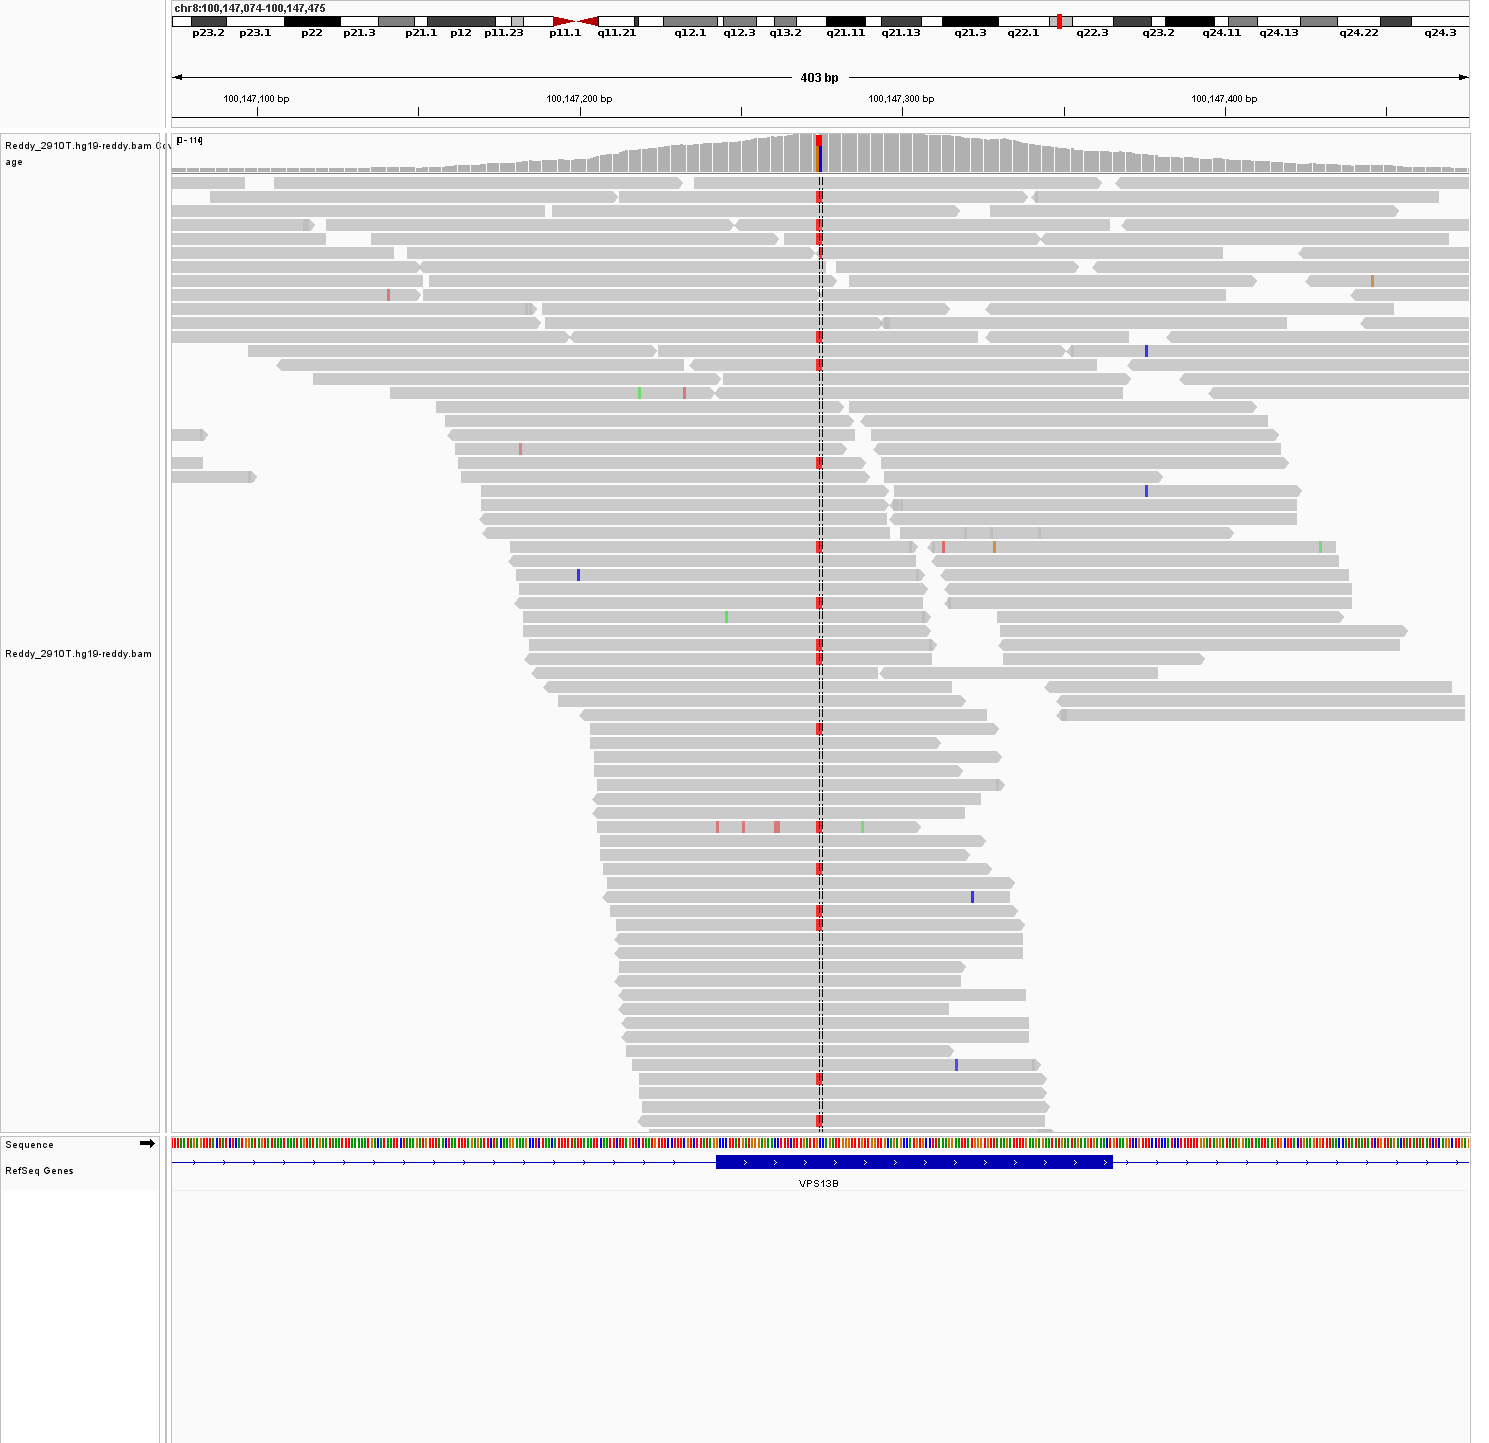 chr8:100,147,074-100,147,475
p23.2 p23.1 p22 p21.3 p21.1 p12 p11.23 p11.1 q11.21 q12.1 q12.3 q13.2 q21.11 q21.13 q21.3 q22.1 q22.3 q23.2 q24.11 q24.13 q24.22 q24.3
403 bp
100,147,100 bp 100,147,200 bp 100,147,300 bp 100,147,400 bp
Reddy_2910T.hg19-reddy.bam Cov
age
[0 - 114]
Reddy_2910T.hg19-reddy.bam
Sequence
RefSeq Genes
VPS13B